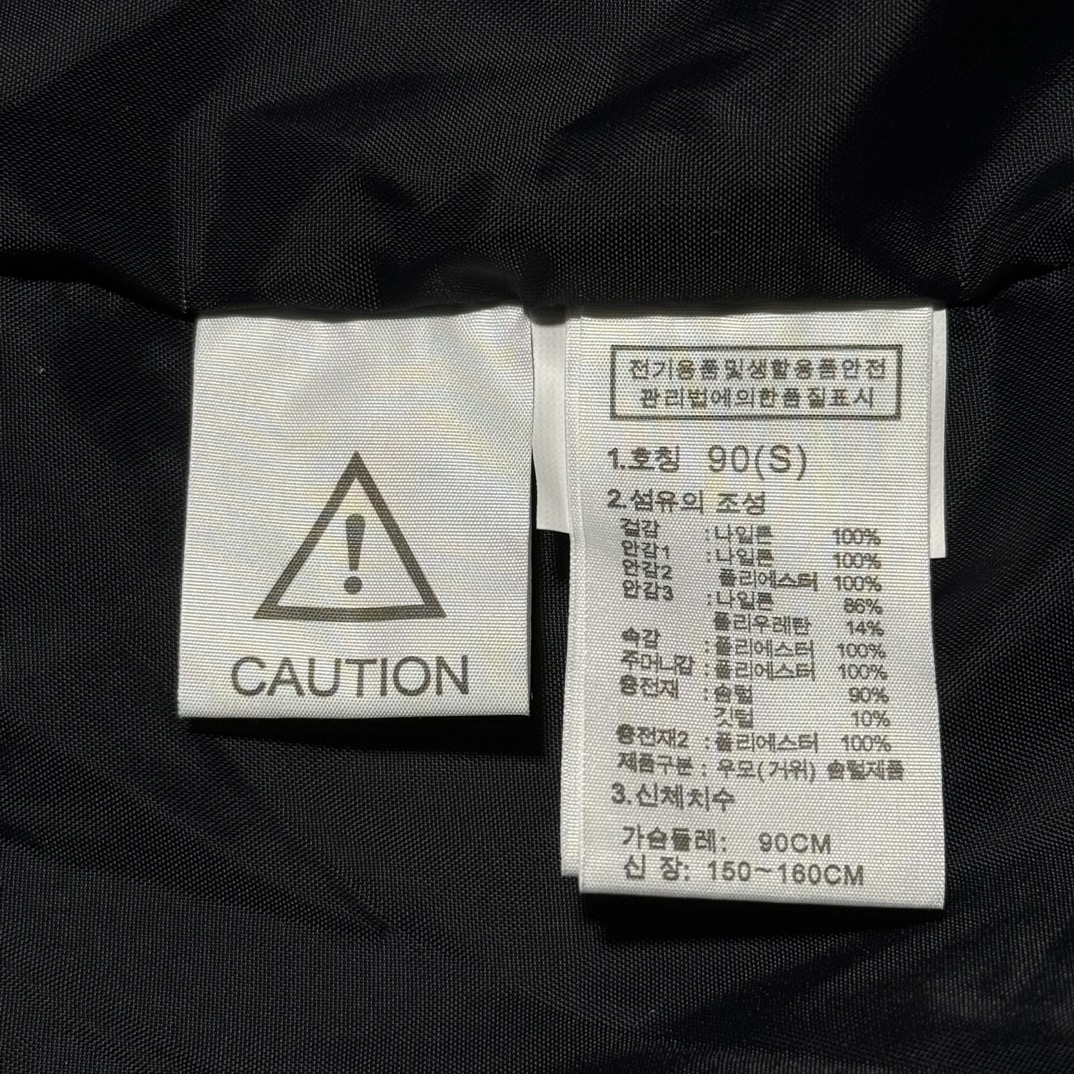 CAUTION
전기용품및생활용품안전
관리법에의한품질표시
1.호칭 90(S)
2.섬유의 조성
겉감 : 나일론 100%
안감1 : 나일론 100%
안감2 폴리에스터 100%
안감3 : 나일론 86%
폴리우레탄 14%
속감 : 폴리에스터 100%
주머니감 : 폴리에스터 100%
충전재 : 솜털 90%
깃털 10%
충전재2 : 폴리에스터 100%
제품구분 : 우모(거위) 솜털제품
3.신체치수
가슴둘레: 90CM
신 장: 150~160CM